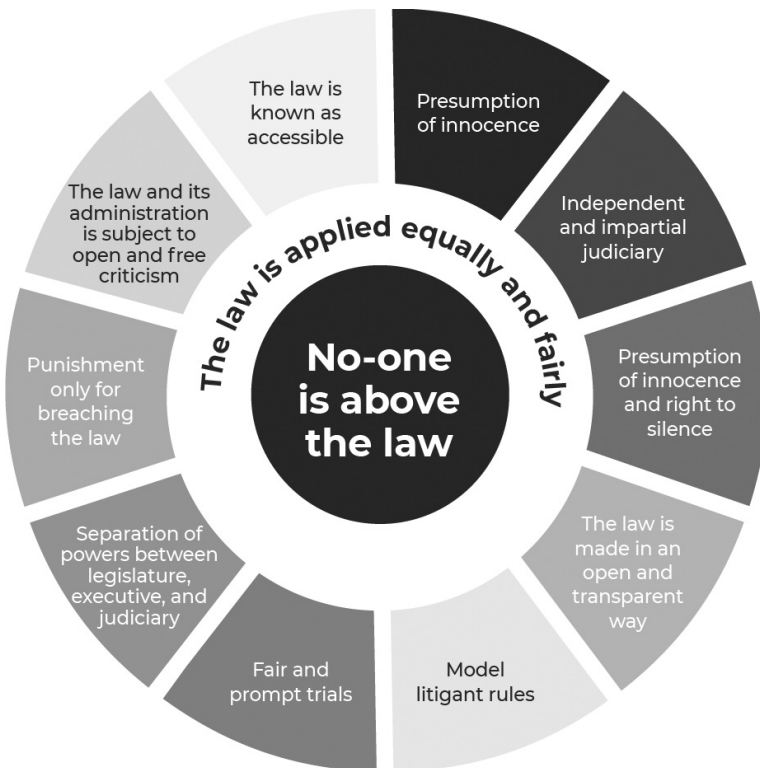 No-one
is above
the law
The law is applied equally and fairly
Presumption
of innocence
Independent
and impartial
judiciary
Presumption
of innocence
and right to
silence
The law is
made in an
open and
transparent
way
Model
litigant rules
Fair and
prompt trials
Separation of
powers between
legislature,
executive, and
judiciary
Punishment
only for
breaching
the law
The law and its
administration
is subject to
open and free
criticism
The law is
known as
accessible